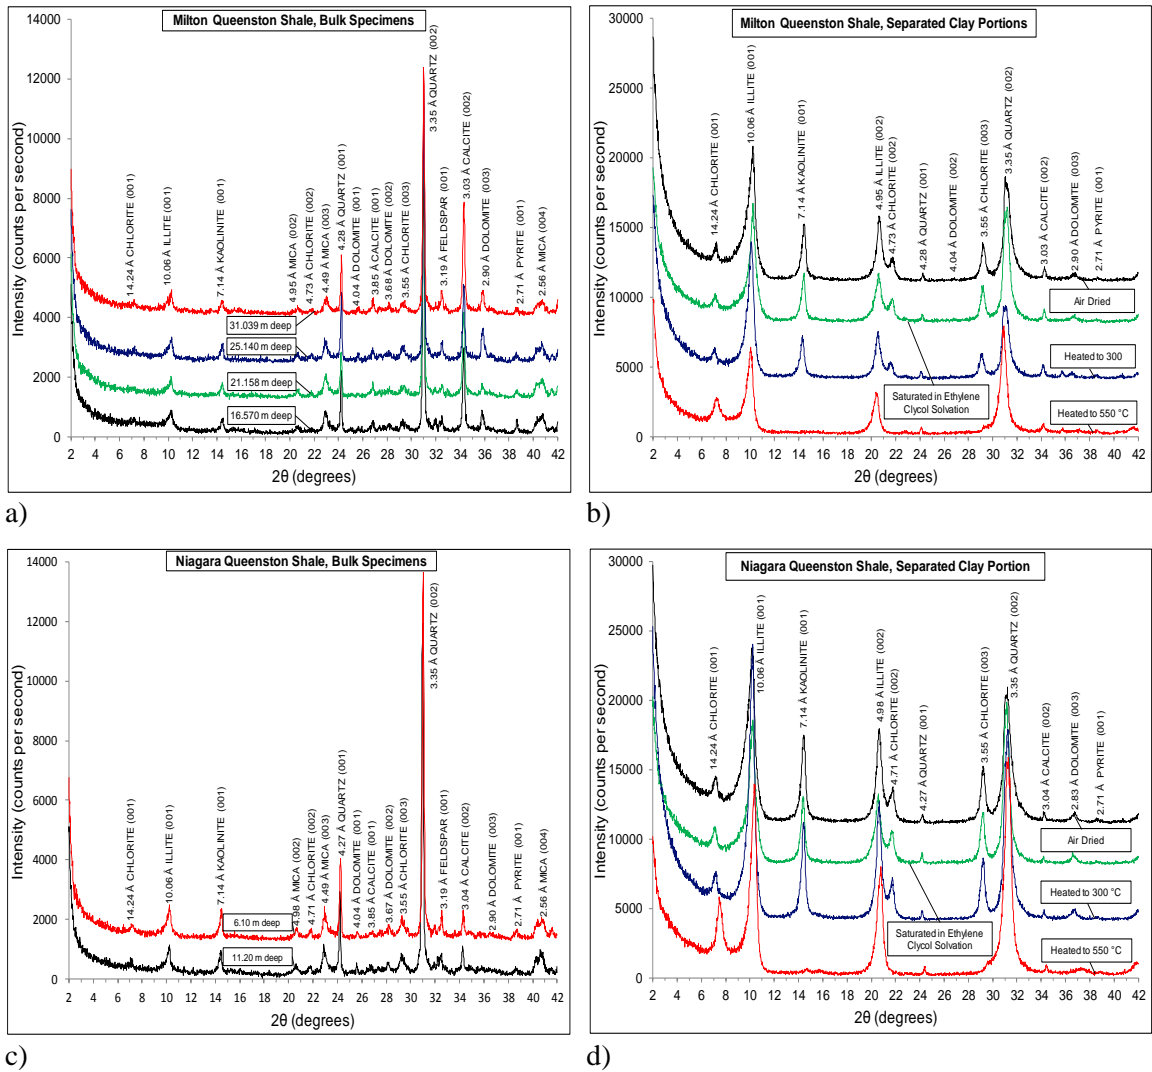 Milton Queenston Shale, Bulk Specimens
Intensity (counts per second)
14000
12000
10000
8000
6000
4000
2000
0
14.24 Å CHLORITE (001)
10.06 Å ILLITE (001)
7.14 Å KAOLINITE (001)
4.95 Å MICA (002)
4.73 Å CHLORITE (002)
4.49 Å MICA (003)
4.28 Å QUARTZ (001)
4.04 Å DOLOMITE (001)
3.85 Å CALCITE (001)
3.68 Å DOLOMITE (002)
3.55 Å CHLORITE (003)
3.35 Å QUARTZ (002)
3.19 Å FELDSPAR (001)
3.03 Å CALCITE (002)
2.90 Å DOLOMITE (003)
2.71 Å PYRITE (001)
2.56 Å MICA (004)
31.039 m deep
25.140 m deep
21.158 m deep
16.570 m deep
2 4 6 8 10 12 14 16 18 20 22 24 26 28 30 32 34 36 38 40 42
2θ (degrees)
a)
Milton Queenston Shale, Separated Clay Portions
Intensity (counts per second)
30000
25000
20000
15000
10000
5000
0
14.24 Å CHLORITE (001)
10.06 Å ILLITE (001)
7.14 Å KAOLINITE (001)
4.95 Å ILLITE (002)
4.73 Å CHLORITE (002)
4.28 Å QUARTZ (001)
4.04 Å DOLOMITE (002)
3.55 Å CHLORITE (003)
3.35 Å QUARTZ (002)
3.03 Å CALCITE (002)
2.90 Å DOLOMITE (003)
2.71 Å PYRITE (001)
Air Dried
Saturated in Ethylene
Clycol Solvation
Heated to 300
Heated to 550 °C
2 4 6 8 10 12 14 16 18 20 22 24 26 28 30 32 34 36 38 40 42
2θ (degrees)
b)
Niagara Queenston Shale, Bulk Specimens
Intensity (counts per second)
14000
12000
10000
8000
6000
4000
2000
0
14.24 Å CHLORITE (001)
10.06 Å ILLITE (001)
7.14 Å KAOLINITE (001)
4.98 Å MICA (002)
4.71 Å CHLORITE (002)
4.49 Å MICA (003)
4.27 Å QUARTZ (001)
4.04 Å DOLOMITE (001)
3.85 Å CALCITE (001)
3.67 Å DOLOMITE (002)
3.55 Å CHLORITE (003)
3.35 Å QUARTZ (002)
3.19 Å FELDSPAR (001)
3.04 Å CALCITE (002)
2.90 Å DOLOMITE (003)
2.71 Å PYRITE (001)
2.56 Å MICA (004)
6.10 m deep
11.20 m deep
2 4 6 8 10 12 14 16 18 20 22 24 26 28 30 32 34 36 38 40 42
2θ (degrees)
c)
Niagara Queenston Shale, Separated Clay Portion
Intensity (counts per second)
30000
25000
20000
15000
10000
5000
0
14.24 Å CHLORITE (001)
10.06 Å ILLITE (001)
7.14 Å KAOLINITE (001)
4.98 Å ILLITE (002)
4.71 Å CHLORITE (002)
4.27 Å QUARTZ (001)
3.55 Å CHLORITE (003)
3.35 Å QUARTZ (002)
3.04 Å CALCITE (002)
2.83 Å DOLOMITE (003)
2.71 Å PYRITE (001)
Air Dried
Heated to 300 °C
Saturated in Ethylene
Clycol Solvation
Heated to 550 °C
2 4 6 8 10 12 14 16 18 20 22 24 26 28 30 32 34 36 38 40 42
2θ (degrees)
d)